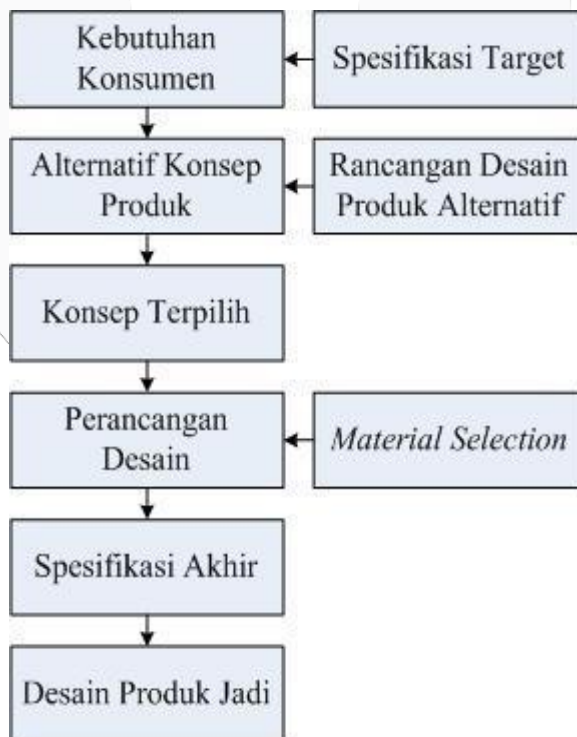 Kebutuhan
Konsumen
Spesifikasi Target
Alternatif Konsep
Produk
Rancangan Desain
Produk Alternatif
Konsep Terpilih
Perancangan
Desain
Material Selection
Spesifikasi Akhir
Desain Produk Jadi